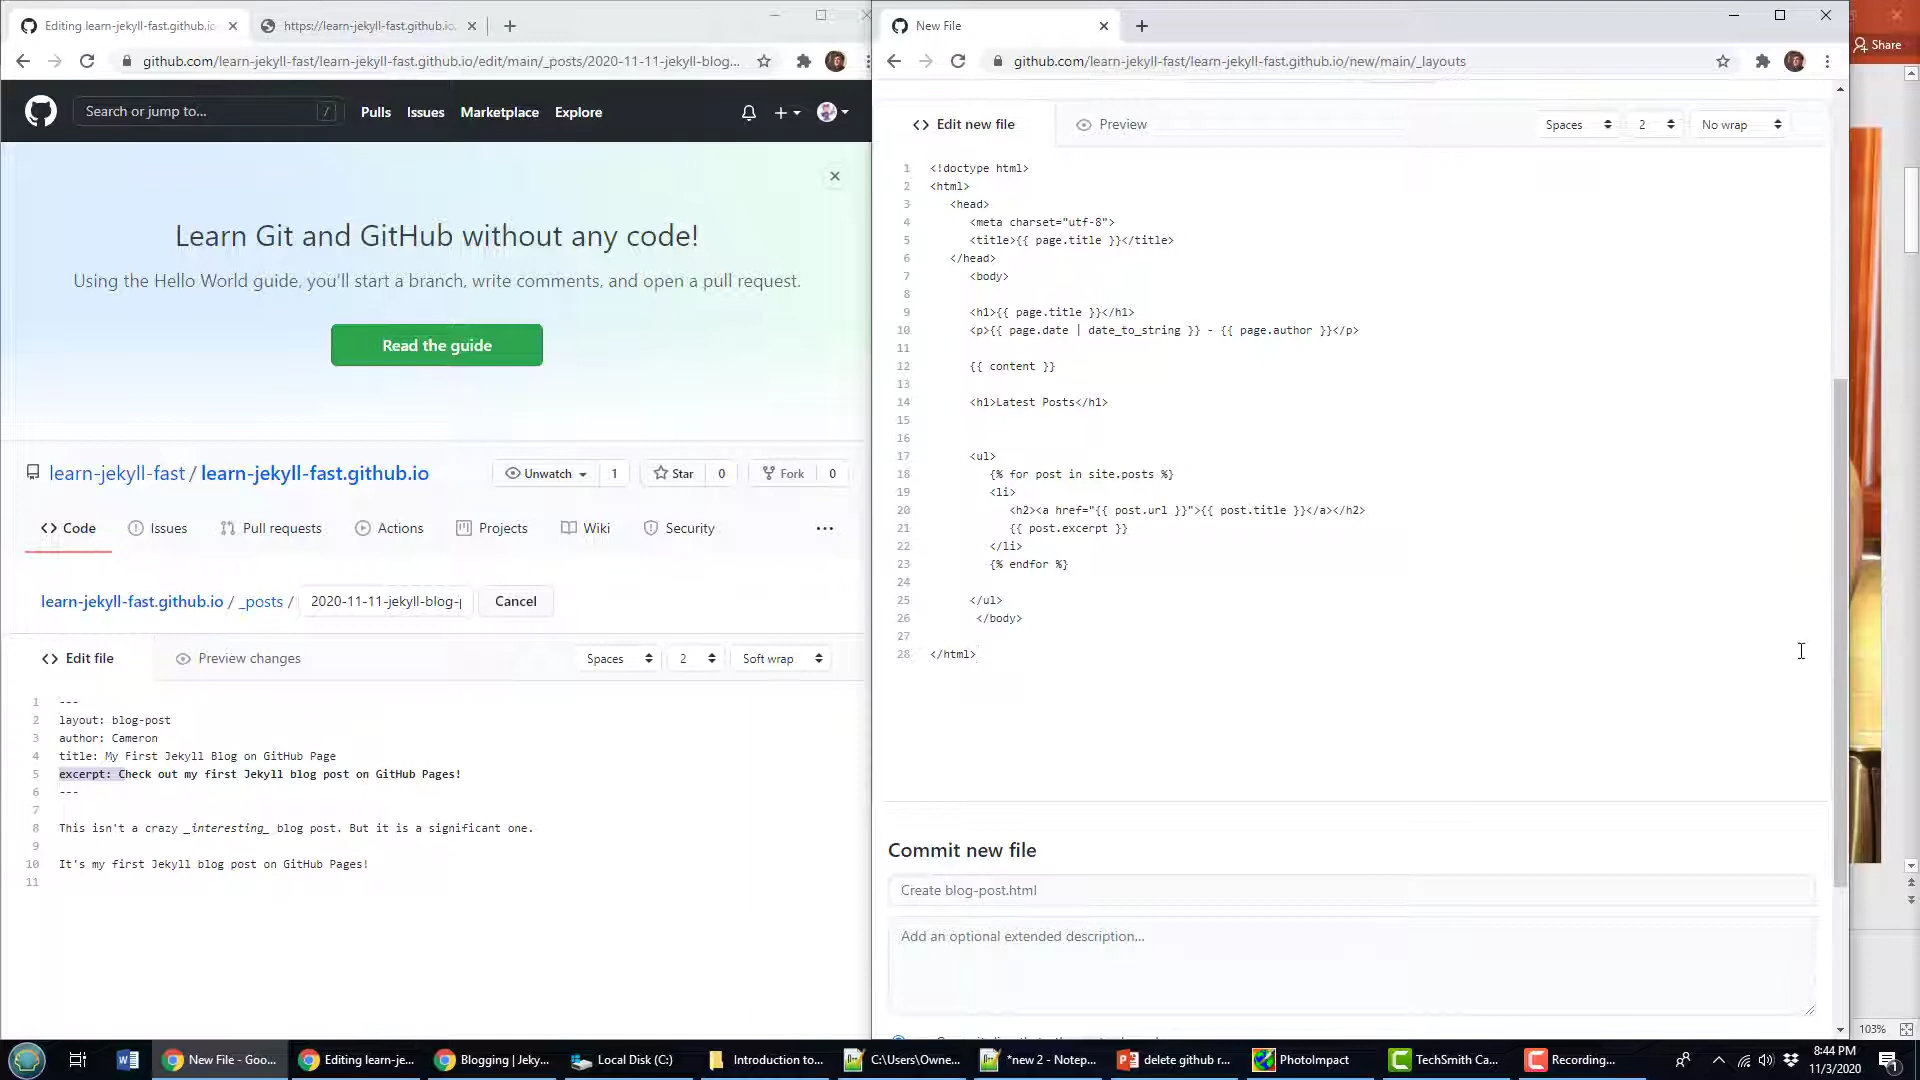 Editing learn-jekyll-fast.github.io
https://learn-jekyll-fast.github.io
github.com/learn-jekyll-fast/learn-jekyll-fast.github.io/edit/main/_posts/2020-11-11-jekyll-blog...
Search or jump to...
/
Pulls
Issues
Marketplace
Explore
Learn Git and GitHub without any code!
Using the Hello World guide, you'll start a branch, write comments, and open a pull request.
Read the guide
learn-jekyll-fast / learn-jekyll-fast.github.io
Unwatch 1
Star 0
Fork 0
Code
Issues
Pull requests
Actions
Projects
Wiki
Security
learn-jekyll-fast.github.io / _posts / 2020-11-11-jekyll-blog-p
Cancel
Edit file
Preview changes
Spaces
2
Soft wrap
1 ---
2 layout: blog-post
3 author: Cameron
4 title: My First Jekyll Blog on GitHub Page
5 excerpt: Check out my first Jekyll blog post on GitHub Pages!
6 ---
7
8 This isn't a crazy _interesting_ blog post. But it is a significant one.
9
10 It's my first Jekyll blog post on GitHub Pages!
11
New File
github.com/learn-jekyll-fast/learn-jekyll-fast.github.io/new/main/_layouts
Edit new file
Preview
Spaces
2
No wrap
1 <!doctype html>
2 <html>
3 <head>
4 <meta charset="utf-8">
5 <title>{{ page.title }}</title>
6 </head>
7 <body>
8
9 <h1>{{ page.title }}</h1>
10 <p>{{ page.date | date_to_string }} - {{ page.author }}</p>
11
12 {{ content }}
13
14 <h1>Latest Posts</h1>
15
16
17 <ul>
18 {% for post in site.posts %}
19 <li>
20 <h2><a href="{{ post.url }}">{{ post.title }}</a></h2>
21 {{ post.excerpt }}
22 </li>
23 {% endfor %}
24
25 </ul>
26 </body>
27
28 </html>
Commit new file
Create blog-post.html
Add an optional extended description...
Share
103%
New File - Goo...
Editing learn-je...
Blogging | Jeky...
Local Disk (C:)
Introduction to...
C:\Users\Owne...
*new 2 - Notep...
delete github r...
PhotoImpact
TechSmith Ca...
Recording...
8:44 PM
11/3/2020
1